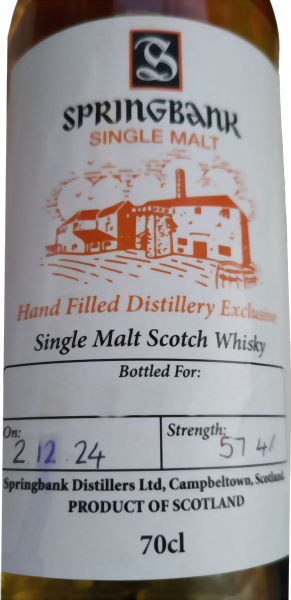 S
SPRINGBANK
SINGLE MALT
Hand Filled Distillery Exclusive
Single Malt Scotch Whisky
Bottled For:
On:
2.12.24
Strength:
57.4%
Springbank Distillers Ltd, Campbeltown, Scotland.
PRODUCT OF SCOTLAND
70cl